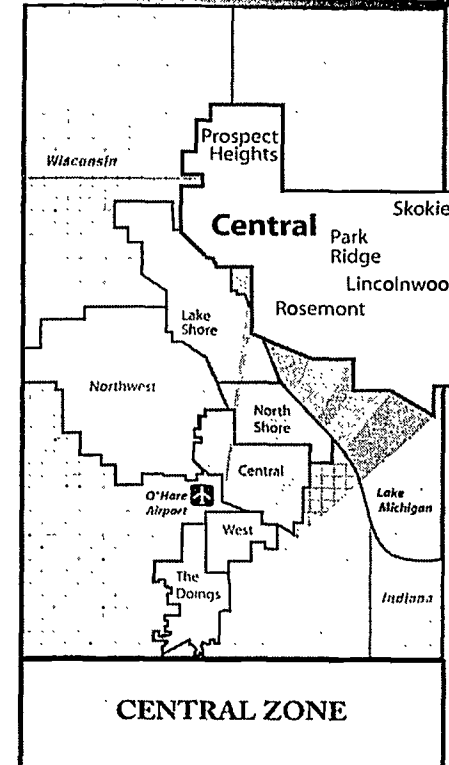 Prospect
Heights
Wisconsin
Skokie
Central
Park
Ridge
Lincolnwoo
Rosemont
Lake
Shore
Northwest
North
Shore
Central
O'Hare
Airport
Lake
Michigan
West
The
Doings
Indiana
CENTRAL ZONE